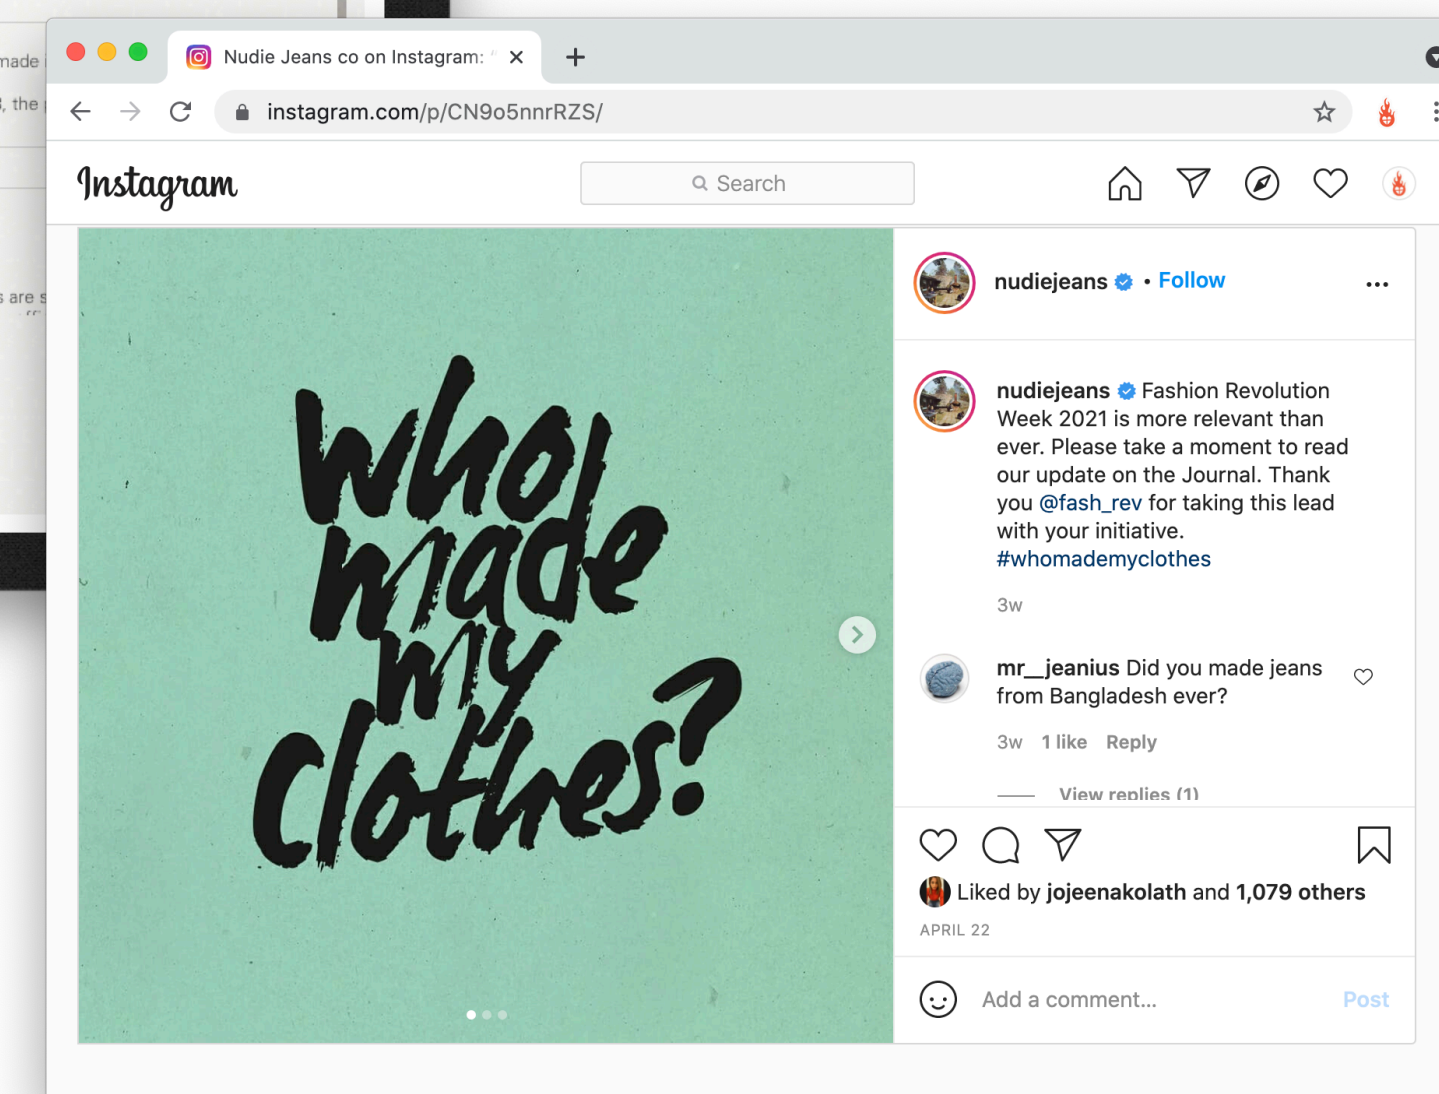 made i
, the p
s are s
Nudie Jeans co on Instagram: “
instagram.com/p/CN9o5nnrRZS/
Instagram
Search
who
made
my
clothes?
nudiejeans • Follow
nudiejeans Fashion Revolution
Week 2021 is more relevant than
ever. Please take a moment to read
our update on the Journal. Thank
you @fash_rev for taking this lead
with your initiative.
#whomademyclothes
3w
mr__jeanius Did you made jeans
from Bangladesh ever?
3w 1 like Reply
View replies (1)
Liked by jojeenakolath and 1,079 others
APRIL 22
Add a comment... Post